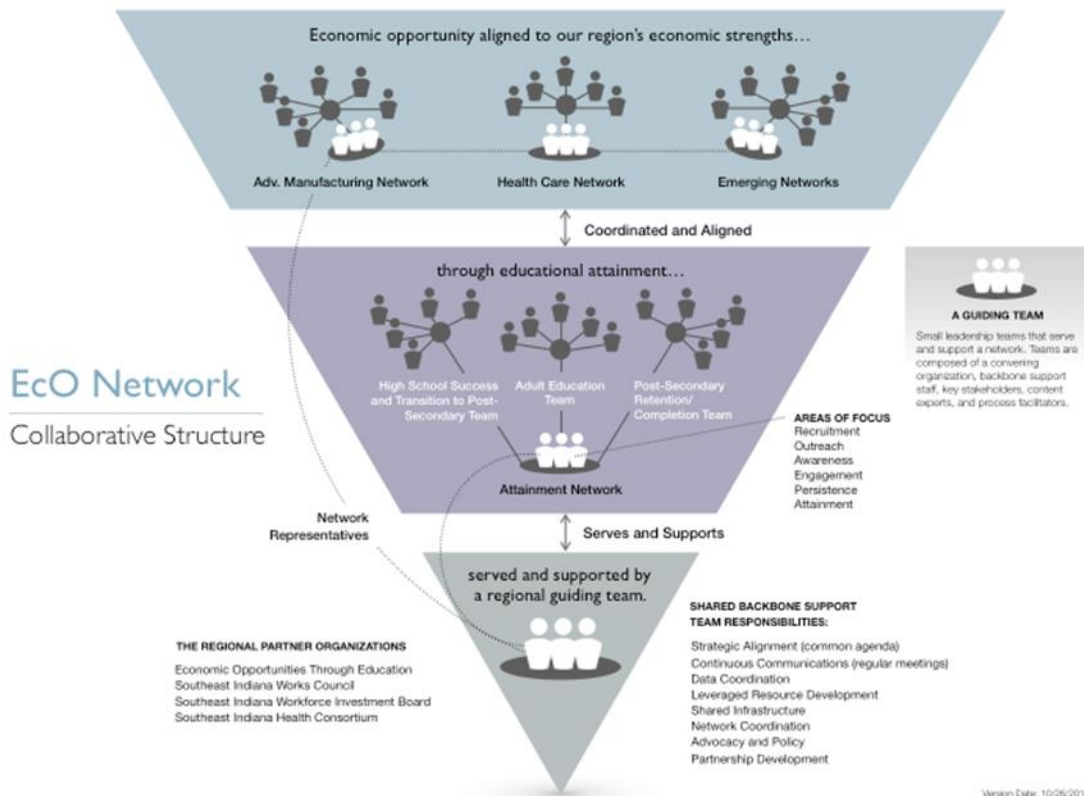 Economic opportunity aligned to our region's economic strengths...
Adv. Manufacturing Network
Health Care Network
Emerging Networks
Coordinated and Aligned
through educational attainment...
High School Success
and Transition to Post-
Secondary Team
Adult Education
Team
Post-Secondary
Retention/
Completion Team
Attainment Network
A GUIDING TEAM
Small leadership teams that serve
and support a network. Teams are
composed of a convening
organization, backbone support
staff, key stakeholders, content
experts, and process facilitators.
EcO Network
Collaborative Structure
AREAS OF FOCUS
Recruitment
Outreach
Awareness
Engagement
Persistence
Attainment
Network
Representatives
Serves and Supports
served and supported by
a regional guiding team.
THE REGIONAL PARTNER ORGANIZATIONS
Economic Opportunities Through Education
Southeast Indiana Works Council
Southeast Indiana Workforce Investment Board
Southeast Indiana Health Consortium
SHARED BACKBONE SUPPORT
TEAM RESPONSIBILITIES:
Strategic Alignment (common agenda)
Continuous Communications (regular meetings)
Data Coordination
Leveraged Resource Development
Shared Infrastructure
Network Coordination
Advocacy and Policy
Partnership Development
Version Date: